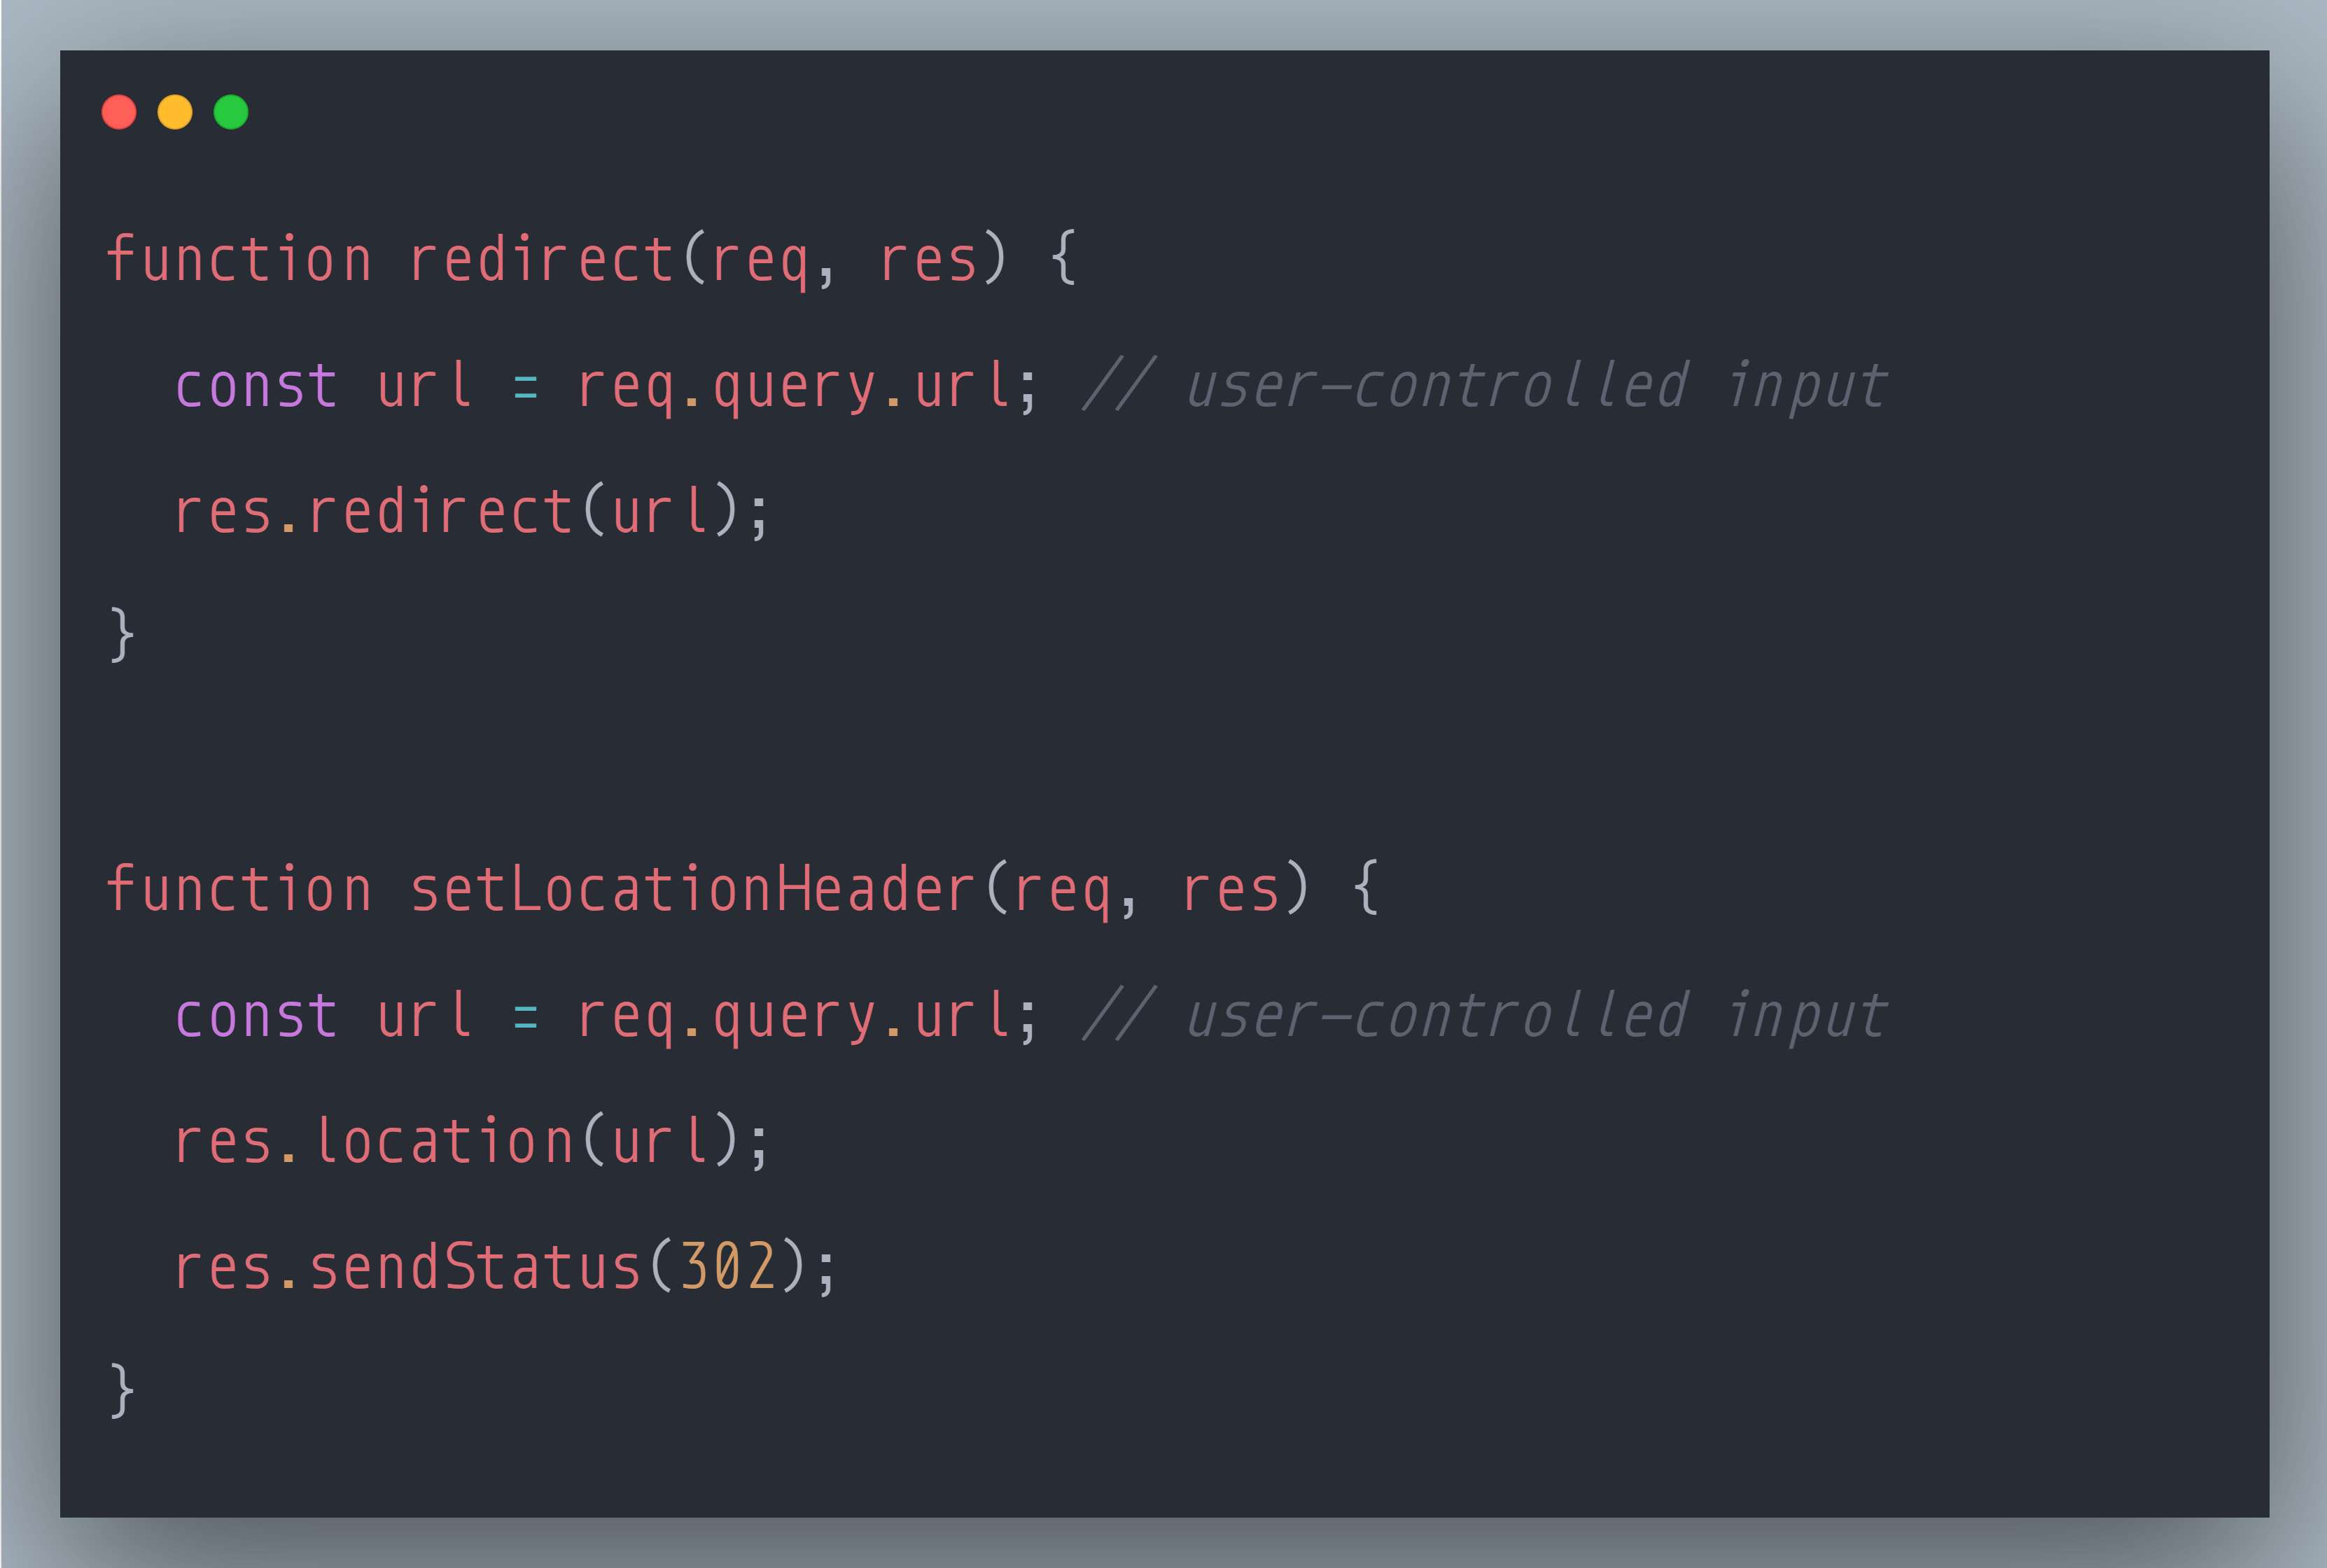 function redirect(req, res) {
  const url = req.query.url; // user-controlled input
  res.redirect(url);
}

function setLocationHeader(req, res) {
  const url = req.query.url; // user-controlled input
  res.location(url);
  res.sendStatus(302);
}